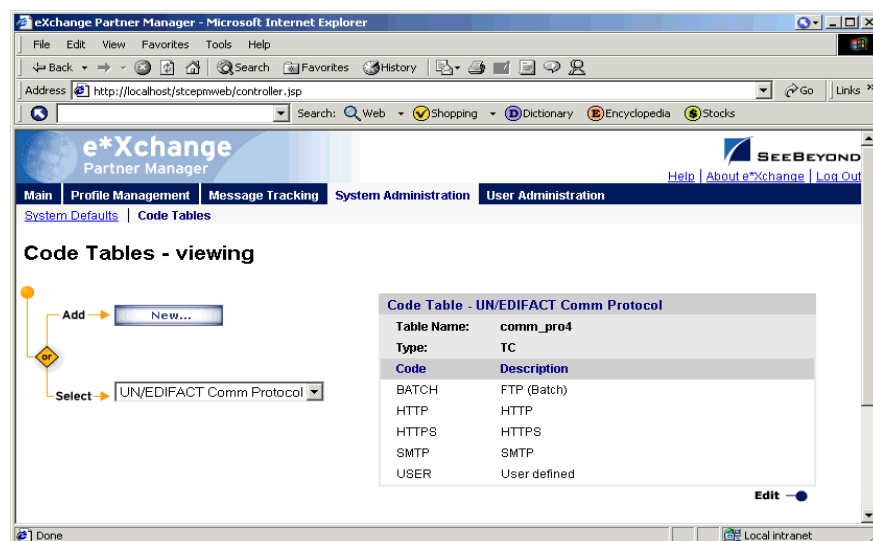 eXchange Partner Manager - Microsoft Internet Explorer
File Edit View Favorites Tools Help
Back Search Favorites History
Address http://localhost/stcepmweb/controller.jsp Go Links »
Search: Web Shopping Dictionary Encyclopedia Stocks
e*Xchange
Partner Manager
SEEBEYOND
Help | About e*Xchange | Log Out
Main Profile Management Message Tracking System Administration User Administration
System Defaults | Code Tables
Code Tables - viewing
Add New...
or
Select UN/EDIFACT Comm Protocol
Code Table - UN/EDIFACT Comm Protocol
Table Name: comm_pro4
Type: TC
Code Description
BATCH FTP (Batch)
HTTP HTTP
HTTPS HTTPS
SMTP SMTP
USER User defined
Edit
Done Local intranet